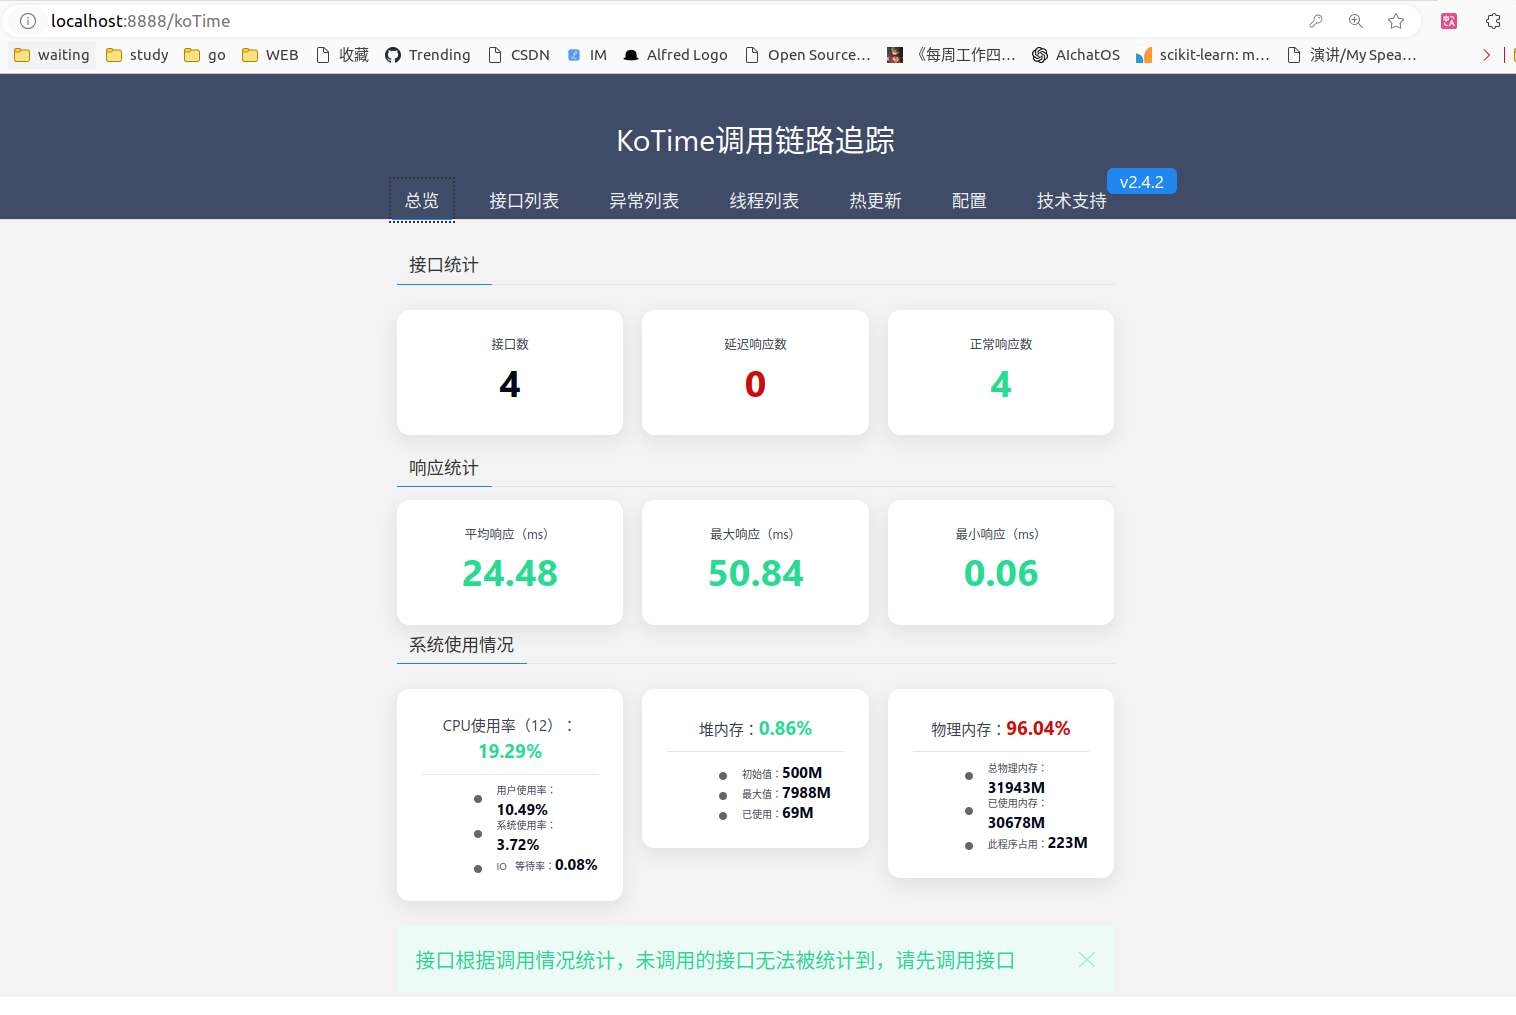 localhost:8888/koTime
waiting study go WEB 收藏 Trending CSDN IM Alfred Logo Open Source... 《每周工作四... AIchatOS scikit-learn: m... 演讲/My Spea...
KoTime调用链路追踪
v2.4.2
总览 接口列表 异常列表 线程列表 热更新 配置 技术支持
接口统计
接口数 延迟响应数 正常响应数
4 0 4
响应统计
平均响应（ms） 最大响应（ms） 最小响应（ms）
24.48 50.84 0.06
系统使用情况
CPU使用率（12）：
19.29%
用户使用率：
10.49%
系统使用率：
3.72%
IO 等待率：0.08%
堆内存：0.86%
初始值：500M
最大值：7988M
已使用：69M
物理内存：96.04%
总物理内存：
31943M
已使用内存：
30678M
此程序占用：223M
接口根据调用情况统计，未调用的接口无法被统计到，请先调用接口